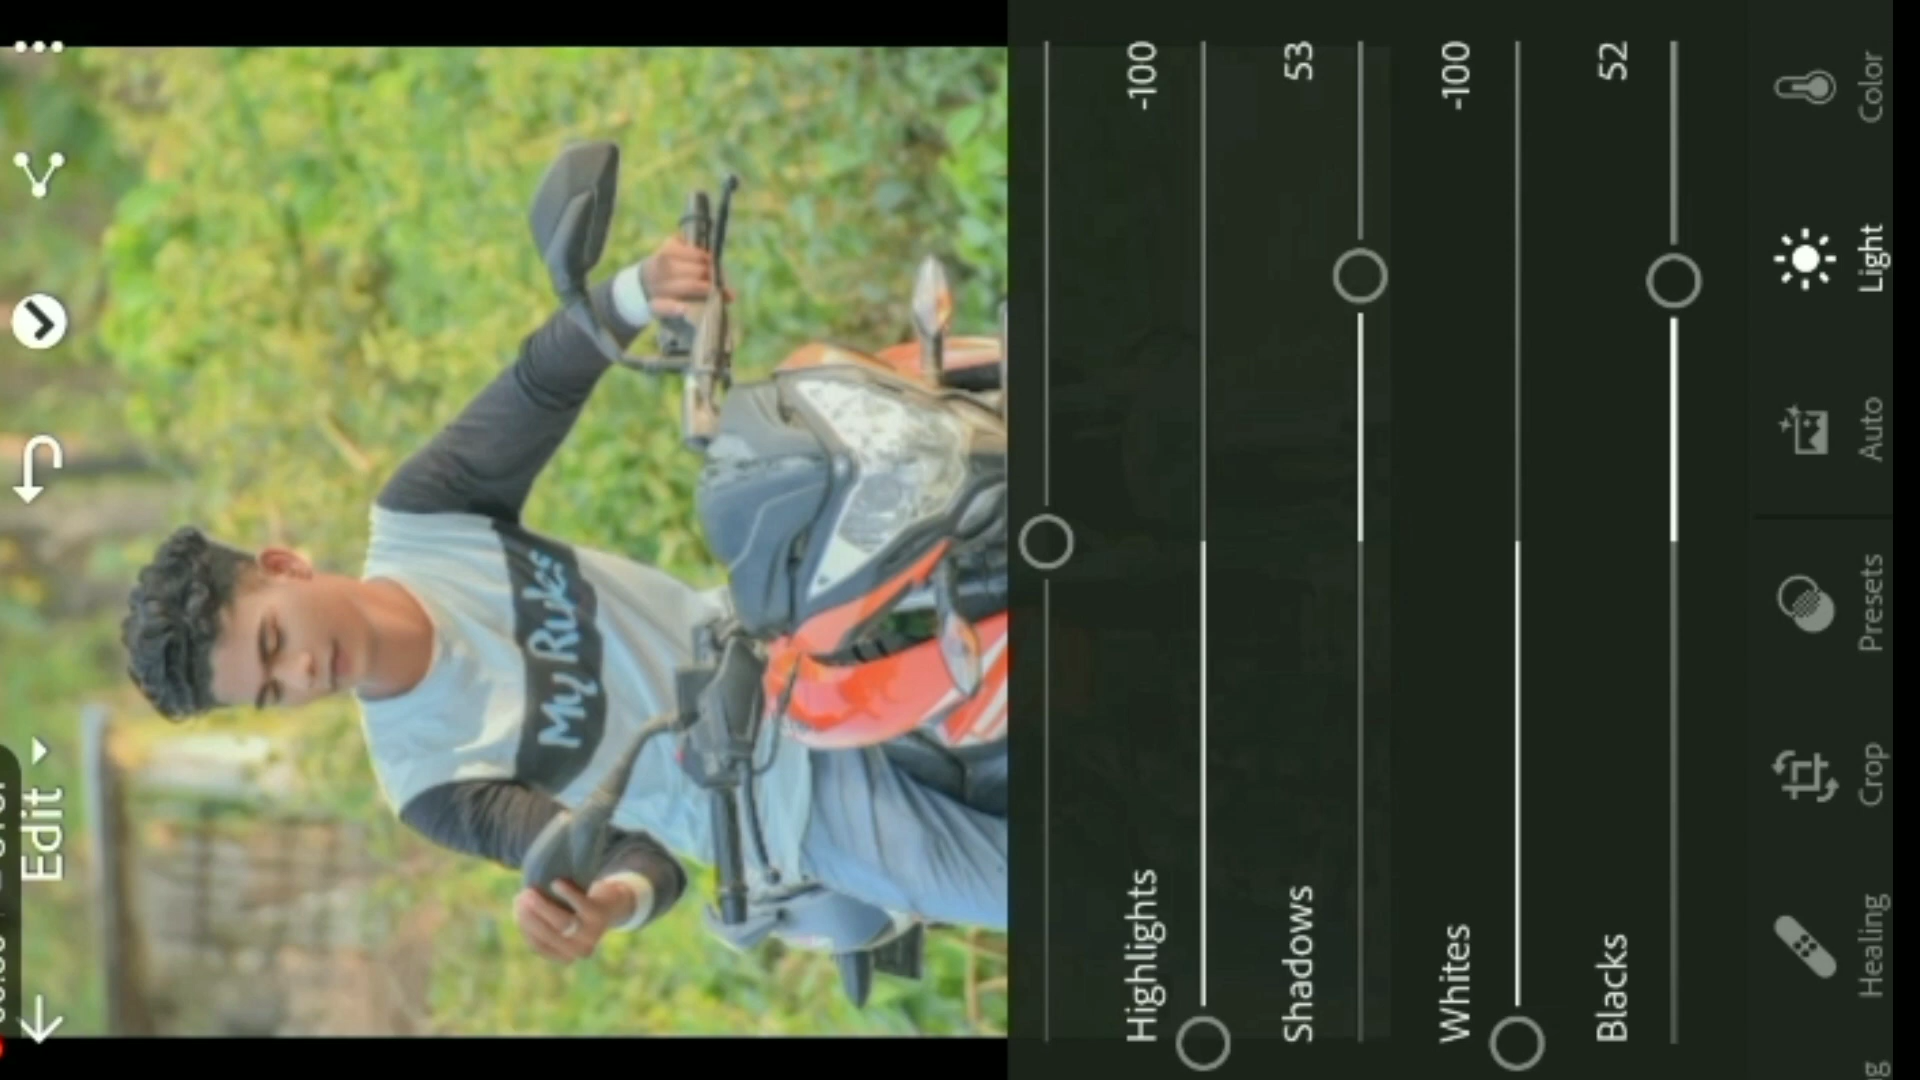 Edit
My Rules
Highlights -100
Shadows 53
Whites -100
Blacks 52
Healing
Crop
Presets
Auto
Light
Color